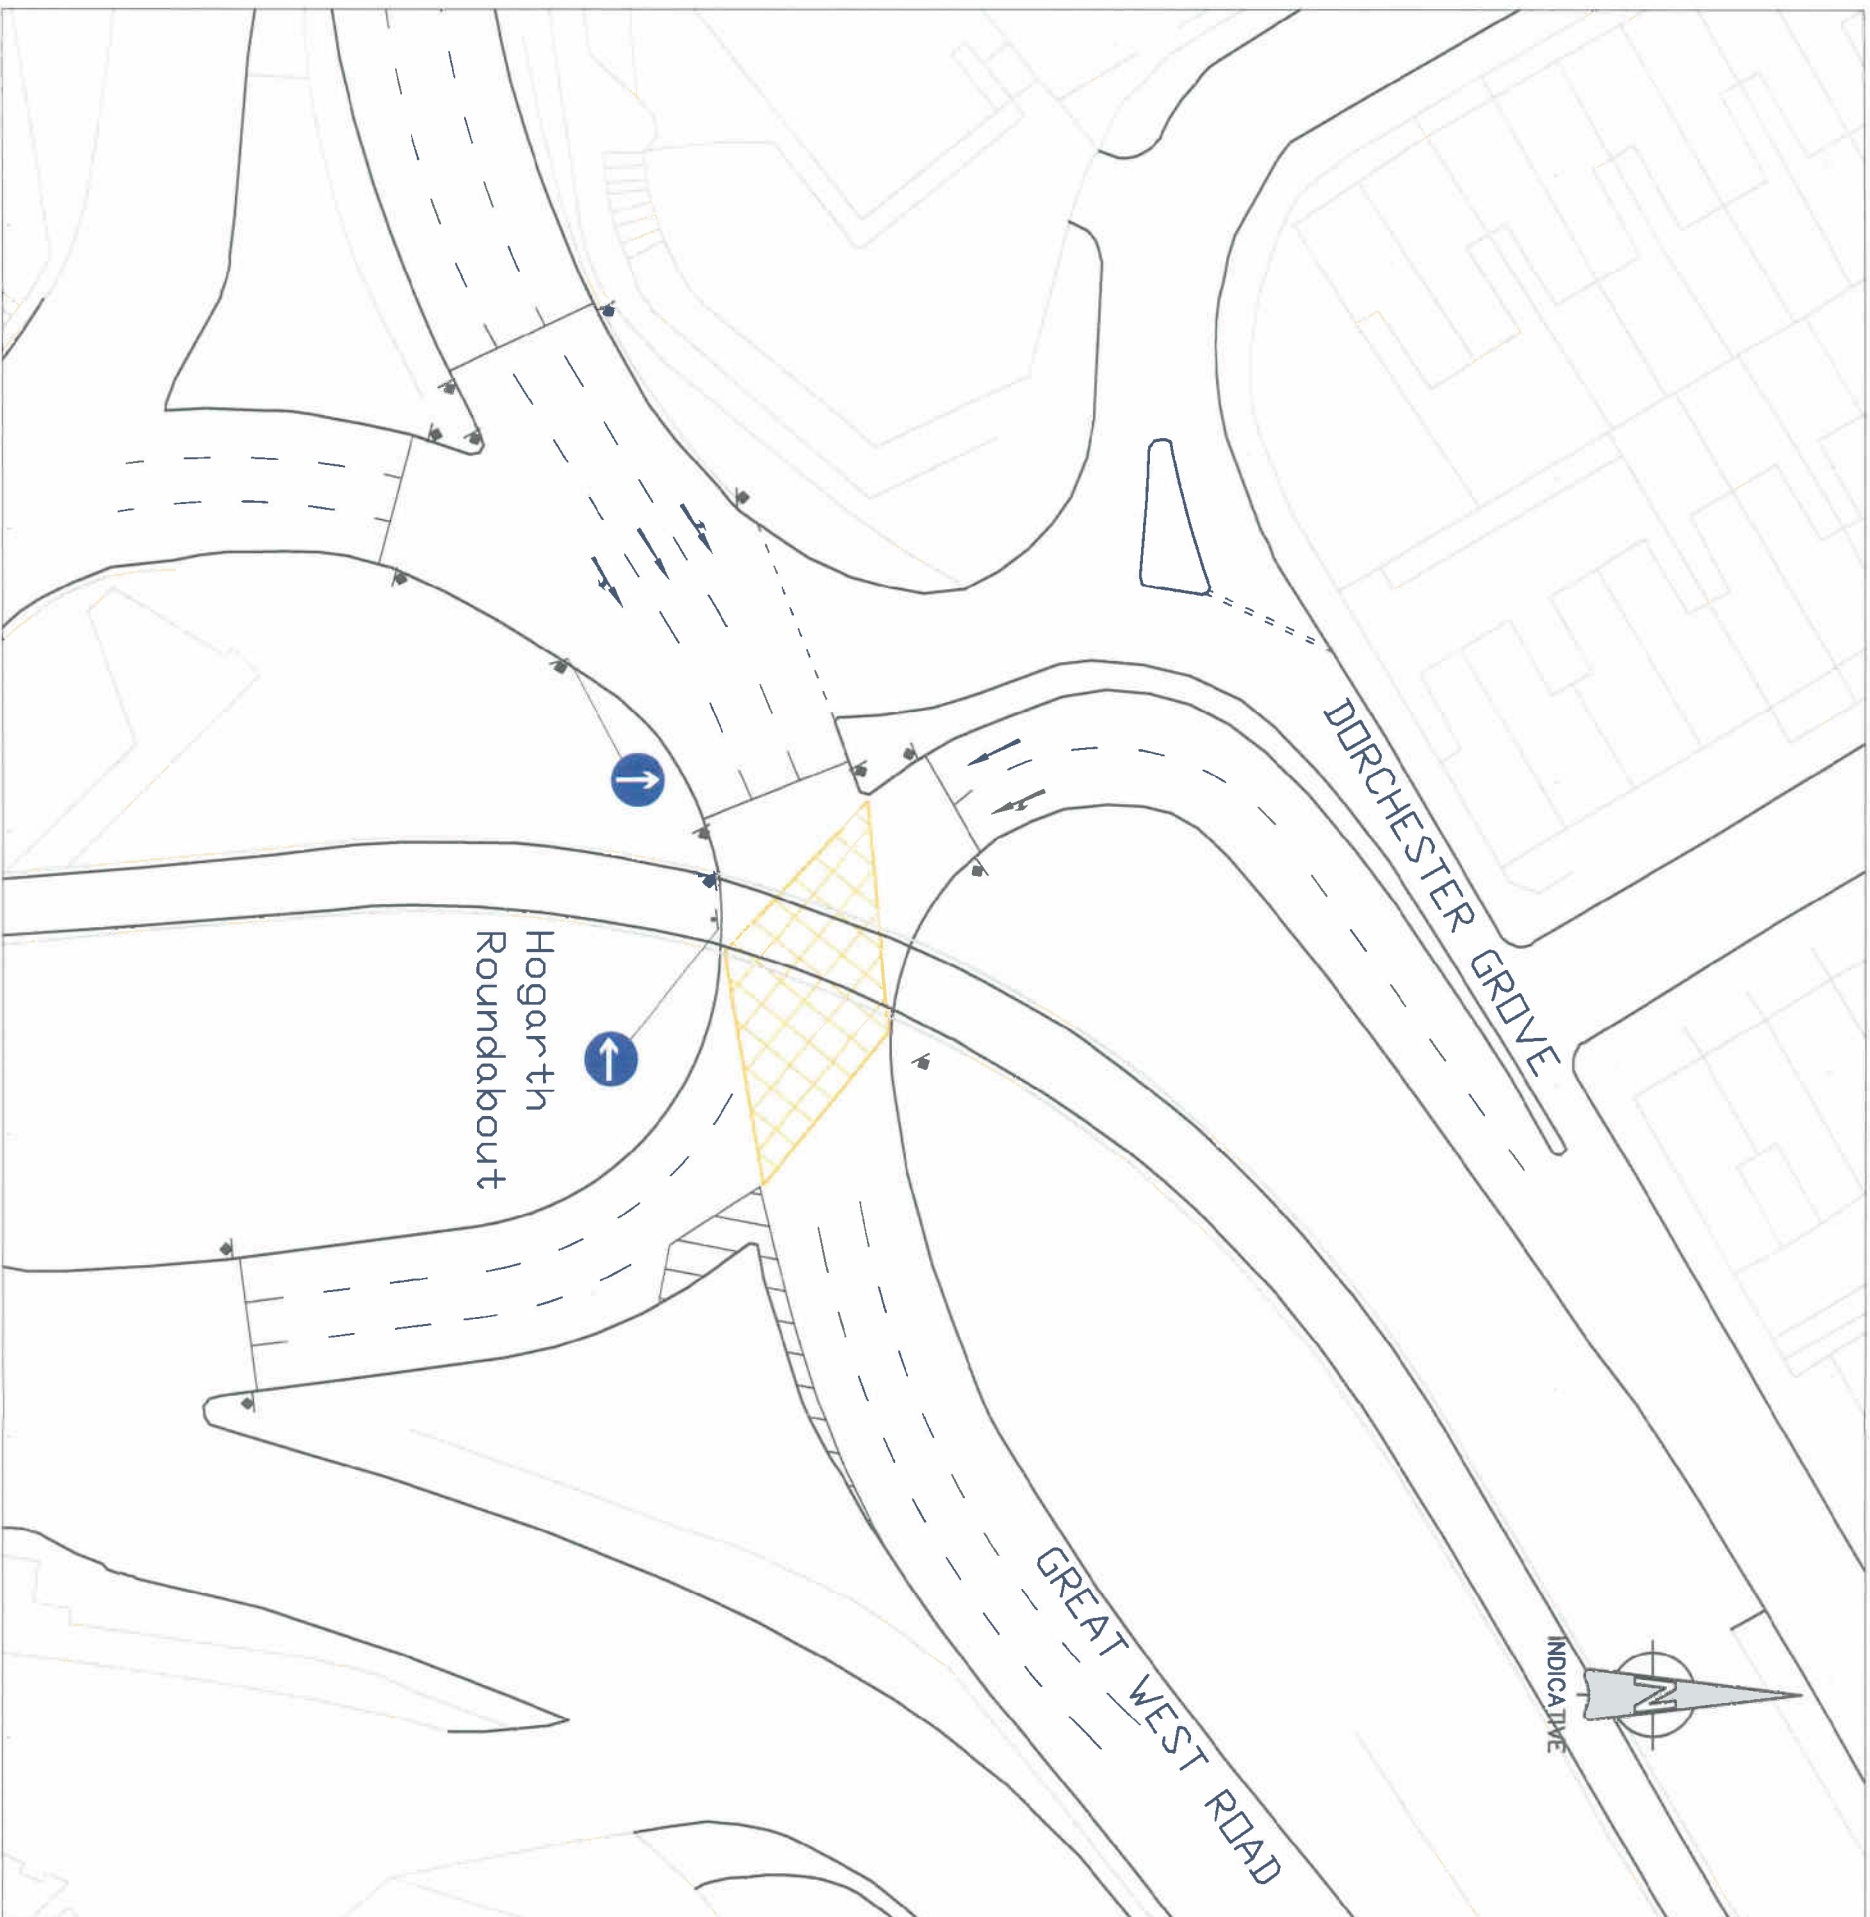 DORCHESTER GROVE
Hogarth
Roundabout
GREAT WEST ROAD
N
INDICATIVE